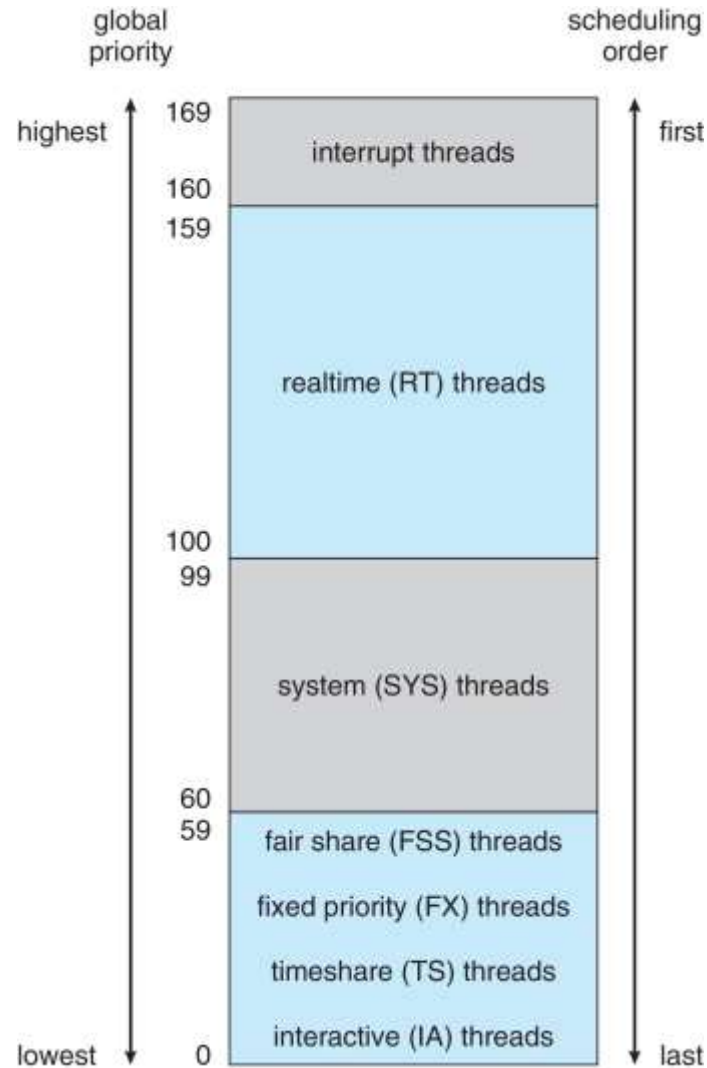 global
priority
scheduling
order
highest
169
interrupt threads
first
160
159
realtime (RT) threads
100
99
system (SYS) threads
60
59
fair share (FSS) threads
fixed priority (FX) threads
timeshare (TS) threads
interactive (IA) threads
lowest
0
last